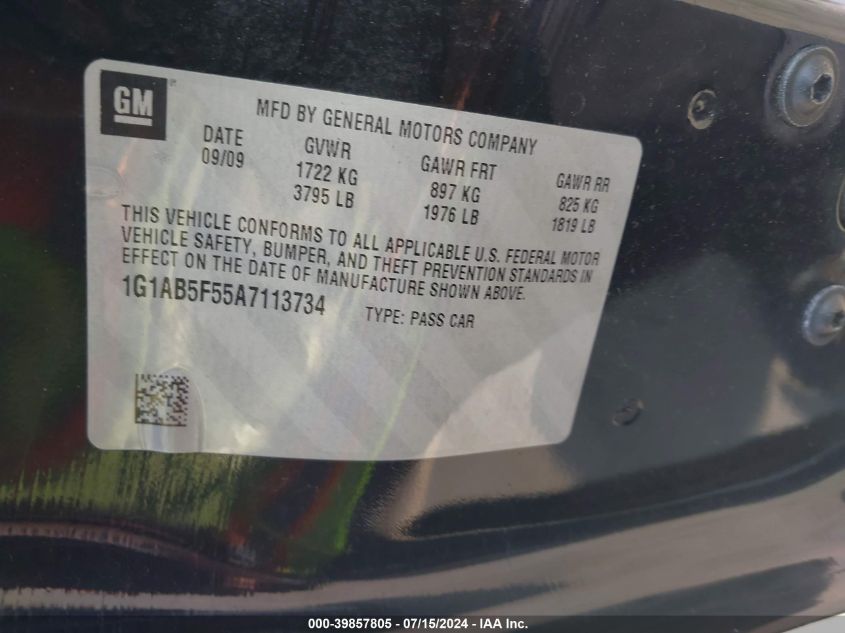 GM
MFD BY GENERAL MOTORS COMPANY
DATE GVWR GAWR FRT GAWR RR
09/09 1722 KG 897 KG 825 KG
3795 LB 1976 LB 1819 LB
THIS VEHICLE CONFORMS TO ALL APPLICABLE U.S. FEDERAL MOTOR
VEHICLE SAFETY, BUMPER, AND THEFT PREVENTION STANDARDS IN
EFFECT ON THE DATE OF MANUFACTURE SHOWN ABOVE.
1G1AB5F55A7113734 TYPE: PASS CAR
000-39857805 - 07/15/2024 - IAA Inc.